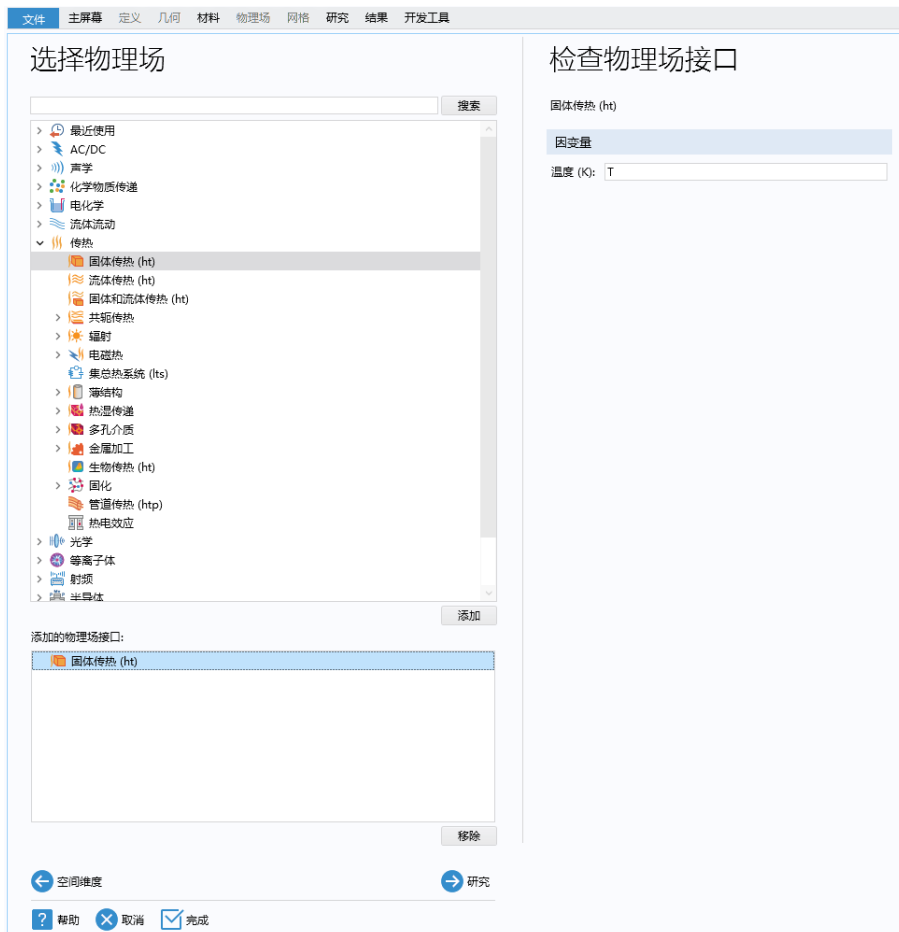 文件 主屏幕 定义 几何 材料 物理场 网格 研究 结果 开发工具
选择物理场
搜索
最近使用
AC/DC
声学
化学物质传递
电化学
流体流动
传热
固体传热 (ht)
流体传热 (ht)
固体和流体传热 (ht)
共轭传热
辐射
电磁热
集总热系统 (lts)
薄结构
热湿传递
多孔介质
金属加工
生物传热 (ht)
固化
管道传热 (htp)
热电效应
光学
等离子体
射频
半导体
添加
添加的物理场接口:
固体传热 (ht)
移除
空间维度
研究
帮助 取消 完成
检查物理场接口
固体传热 (ht)
因变量
温度 (K): T